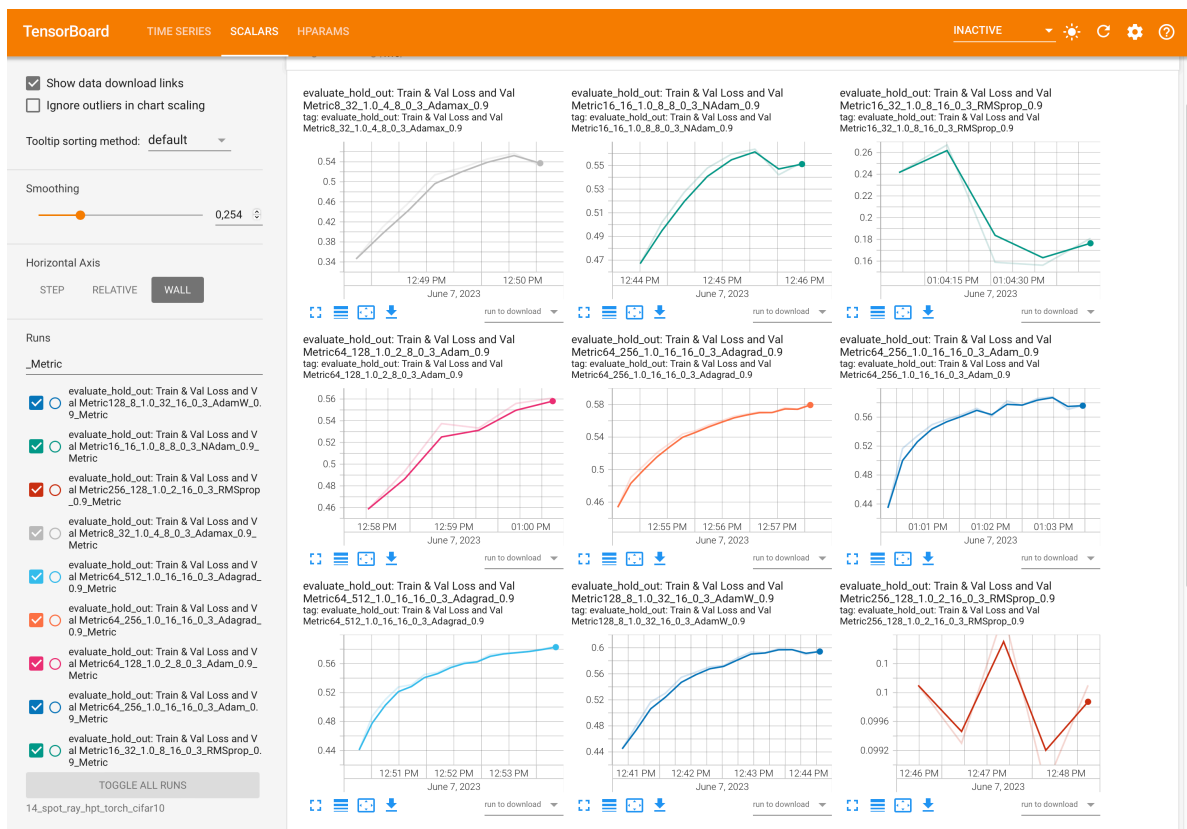 TensorBoard
TIME SERIES
SCALARS
HPARAMS
INACTIVE
Show data download links
Ignore outliers in chart scaling
Tooltip sorting method: default
Smoothing
0,254
Horizontal Axis
STEP
RELATIVE
WALL
Runs
_Metric
evaluate_hold_out: Train & Val Loss and V
al Metric128_8_1.0_32_16_0_3_AdamW_0.
9_Metric
evaluate_hold_out: Train & Val Loss and V
al Metric16_16_1.0_8_8_0_3_NAdam_0.9_
Metric
evaluate_hold_out: Train & Val Loss and V
al Metric256_128_1.0_2_16_0_3_RMSprop
_0.9_Metric
evaluate_hold_out: Train & Val Loss and V
al Metric8_32_1.0_4_8_0_3_Adamax_0.9_
Metric
evaluate_hold_out: Train & Val Loss and V
al Metric64_512_1.0_16_16_0_3_Adagrad_
0.9_Metric
evaluate_hold_out: Train & Val Loss and V
al Metric64_256_1.0_16_16_0_3_Adagrad_
0.9_Metric
evaluate_hold_out: Train & Val Loss and V
al Metric64_128_1.0_2_8_0_3_Adam_0.9_
Metric
evaluate_hold_out: Train & Val Loss and V
al Metric64_256_1.0_16_16_0_3_Adam_0.
9_Metric
evaluate_hold_out: Train & Val Loss and V
al Metric16_32_1.0_8_16_0_3_RMSprop_0.
9_Metric
TOGGLE ALL RUNS
14_spot_ray_hpt_torch_cifar10
evaluate_hold_out: Train & Val Loss and Val
Metric8_32_1.0_4_8_0_3_Adamax_0.9
tag: evaluate_hold_out: Train & Val Loss and Val
Metric8_32_1.0_4_8_0_3_Adamax_0.9
0.54
0.5
0.46
0.42
0.38
0.34
12:49 PM
12:50 PM
June 7, 2023
run to download
evaluate_hold_out: Train & Val Loss and Val
Metric16_16_1.0_8_8_0_3_NAdam_0.9
tag: evaluate_hold_out: Train & Val Loss and Val
Metric16_16_1.0_8_8_0_3_NAdam_0.9
0.55
0.53
0.51
0.49
0.47
12:44 PM
12:45 PM
12:46 PM
June 7, 2023
run to download
evaluate_hold_out: Train & Val Loss and Val
Metric16_32_1.0_8_16_0_3_RMSprop_0.9
tag: evaluate_hold_out: Train & Val Loss and Val
Metric16_32_1.0_8_16_0_3_RMSprop_0.9
0.26
0.24
0.22
0.2
0.18
0.16
01:04:15 PM
01:04:30 PM
June 7, 2023
run to download
evaluate_hold_out: Train & Val Loss and Val
Metric64_128_1.0_2_8_0_3_Adam_0.9
tag: evaluate_hold_out: Train & Val Loss and Val
Metric64_128_1.0_2_8_0_3_Adam_0.9
0.56
0.54
0.52
0.5
0.48
0.46
12:58 PM
12:59 PM
01:00 PM
June 7, 2023
run to download
evaluate_hold_out: Train & Val Loss and Val
Metric64_256_1.0_16_16_0_3_Adagrad_0.9
tag: evaluate_hold_out: Train & Val Loss and Val
Metric64_256_1.0_16_16_0_3_Adagrad_0.9
0.58
0.54
0.5
0.46
12:55 PM
12:56 PM
12:57 PM
June 7, 2023
run to download
evaluate_hold_out: Train & Val Loss and Val
Metric64_256_1.0_16_16_0_3_Adam_0.9
tag: evaluate_hold_out: Train & Val Loss and Val
Metric64_256_1.0_16_16_0_3_Adam_0.9
0.56
0.52
0.48
0.44
01:01 PM
01:02 PM
01:03 PM
June 7, 2023
run to download
evaluate_hold_out: Train & Val Loss and Val
Metric64_512_1.0_16_16_0_3_Adagrad_0.9
tag: evaluate_hold_out: Train & Val Loss and Val
Metric64_512_1.0_16_16_0_3_Adagrad_0.9
0.56
0.52
0.48
0.44
12:51 PM
12:52 PM
12:53 PM
June 7, 2023
run to download
evaluate_hold_out: Train & Val Loss and Val
Metric128_8_1.0_32_16_0_3_AdamW_0.9
tag: evaluate_hold_out: Train & Val Loss and Val
Metric128_8_1.0_32_16_0_3_AdamW_0.9
0.6
0.56
0.52
0.48
0.44
12:41 PM
12:42 PM
12:43 PM
12:44 PM
June 7, 2023
run to download
evaluate_hold_out: Train & Val Loss and Val
Metric256_128_1.0_2_16_0_3_RMSprop_0.9
tag: evaluate_hold_out: Train & Val Loss and Val
Metric256_128_1.0_2_16_0_3_RMSprop_0.9
0.1
0.1
0.0996
0.0992
12:46 PM
12:47 PM
12:48 PM
June 7, 2023
run to download